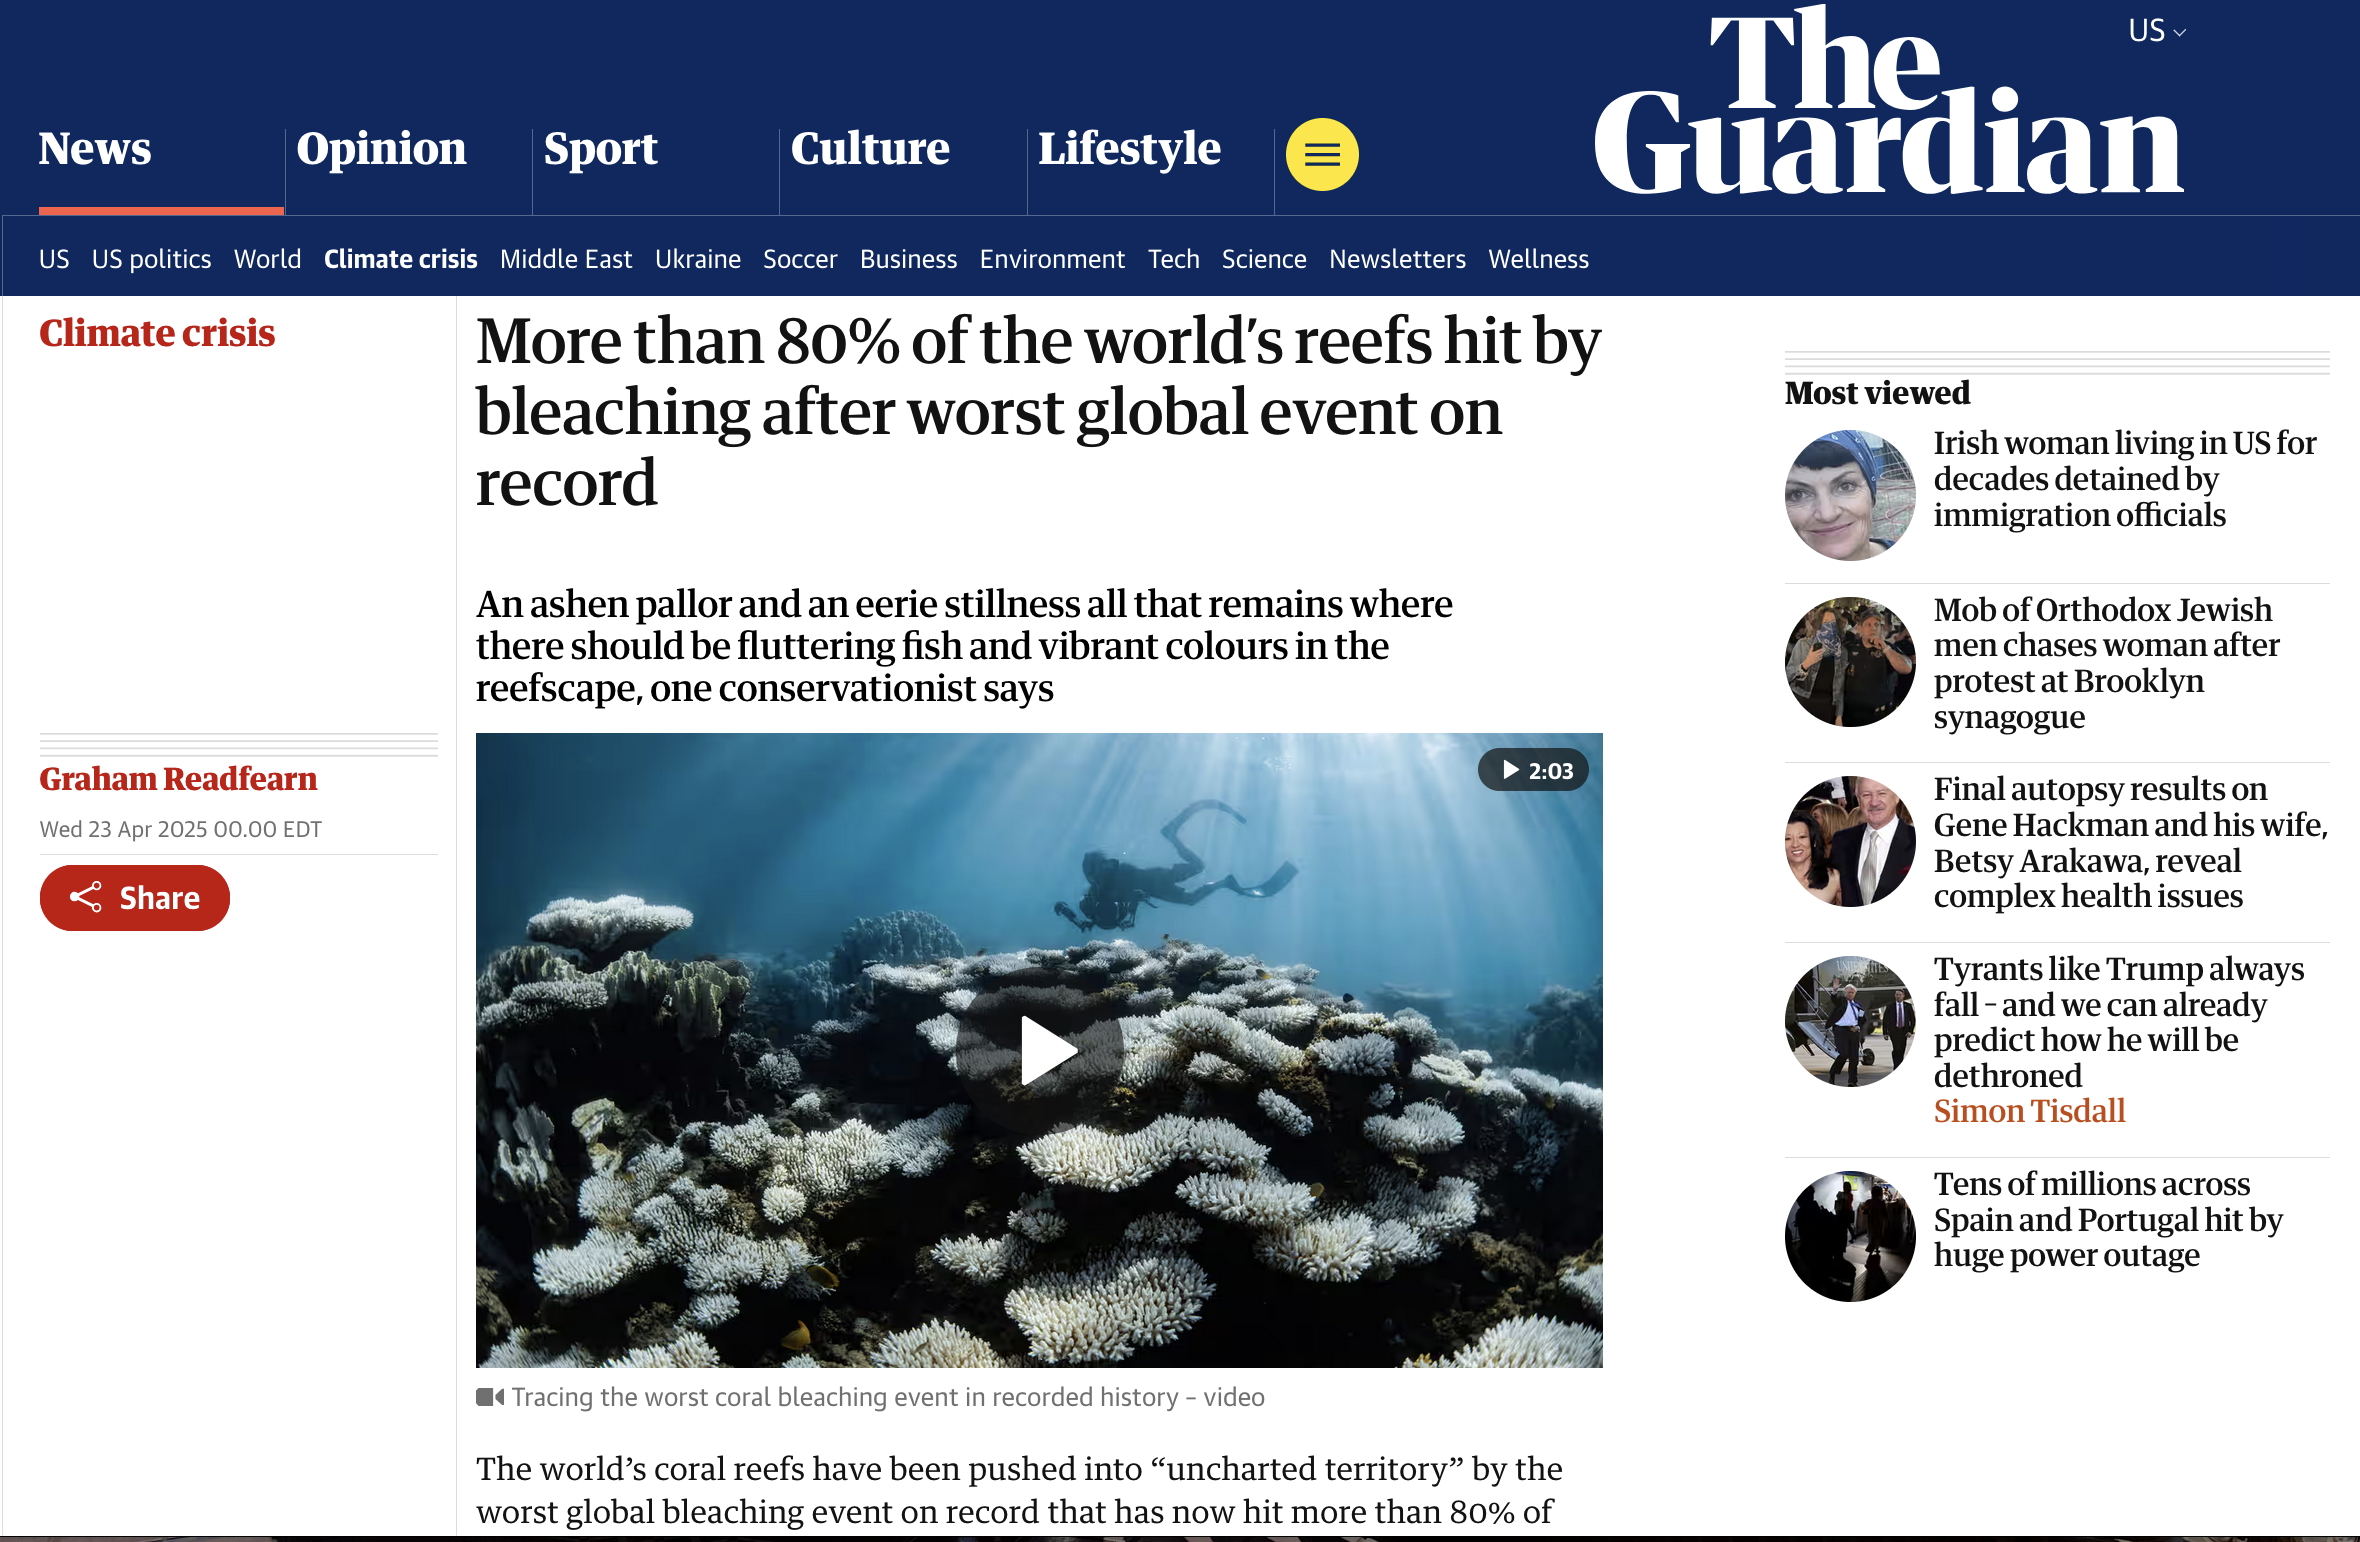 US
The
Guardian
News
Opinion
Sport
Culture
Lifestyle
US US politics World Climate crisis Middle East Ukraine Soccer Business Environment Tech Science Newsletters Wellness
Climate crisis
More than 80% of the world’s reefs hit by
bleaching after worst global event on
record
An ashen pallor and an eerie stillness all that remains where
there should be fluttering fish and vibrant colours in the
reefscape, one conservationist says
Graham Readfearn
Wed 23 Apr 2025 00.00 EDT
Share
2:03
Tracing the worst coral bleaching event in recorded history – video
The world’s coral reefs have been pushed into “uncharted territory” by the
worst global bleaching event on record that has now hit more than 80% of
Most viewed
Irish woman living in US for
decades detained by
immigration officials
Mob of Orthodox Jewish
men chases woman after
protest at Brooklyn
synagogue
Final autopsy results on
Gene Hackman and his wife,
Betsy Arakawa, reveal
complex health issues
Tyrants like Trump always
fall – and we can already
predict how he will be
dethroned
Simon Tisdall
Tens of millions across
Spain and Portugal hit by
huge power outage